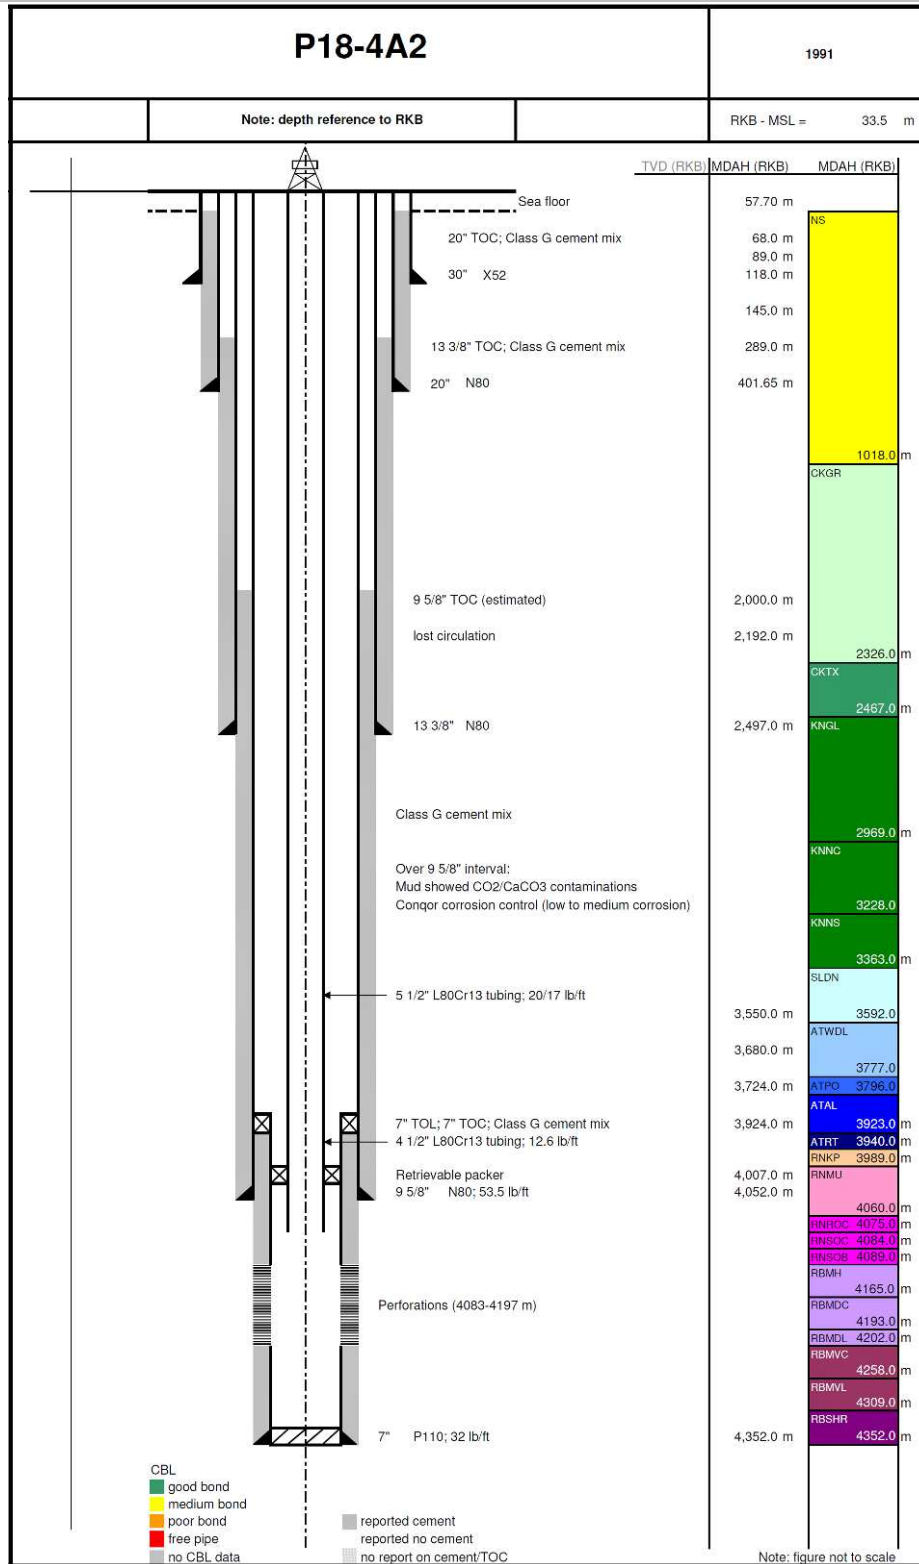 P18-4A2
1991
Note: depth reference to RKB
RKB - MSL = 33.5 m
TVD (RKB) MDAH (RKB) MDAH (RKB)
Sea floor 57.70 m
NS
20" TOC; Class G cement mix 68.0 m
89.0 m
30" X52 118.0 m
145.0 m
13 3/8" TOC; Class G cement mix 289.0 m
20" N80 401.65 m
1018.0 m
CKGR
9 5/8" TOC (estimated) 2,000.0 m
lost circulation 2,192.0 m
2326.0 m
CKTX
2467.0 m
13 3/8" N80 2,497.0 m KNGL
Class G cement mix
2969.0 m
KNNC
Over 9 5/8" interval:
Mud showed CO2/CaCO3 contaminations
Conqor corrosion control (low to medium corrosion) 3228.0 m
KNNS
3363.0 m
SLDN
5 1/2" L80Cr13 tubing; 20/17 lb/ft
3,550.0 m 3592.0
ATWDL
3,680.0 m
3777.0
3,724.0 m ATPO 3796.0
ATAL
7" TOL; 7" TOC; Class G cement mix 3,924.0 m 3923.0 m
4 1/2" L80Cr13 tubing; 12.6 lb/ft ATRT 3940.0 m
RNKP 3989.0 m
Retrievable packer 4,007.0 m RNMU
9 5/8" N80; 53.5 lb/ft 4,052.0 m
4060.0 m
RNROC 4075.0 m
RNSOC 4084.0 m
RNSOB 4089.0 m
RBMH
4165.0 m
Perforations (4083-4197 m) RBMDC
4193.0 m
RBMDL 4202.0 m
RBMVC
4258.0 m
RBMVL
4309.0 m
RBSHR
7" P110; 32 lb/ft 4,352.0 m 4352.0 m
CBL
good bond
medium bond
poor bond reported cement
free pipe reported no cement
no CBL data no report on cement/TOC Note: figure not to scale